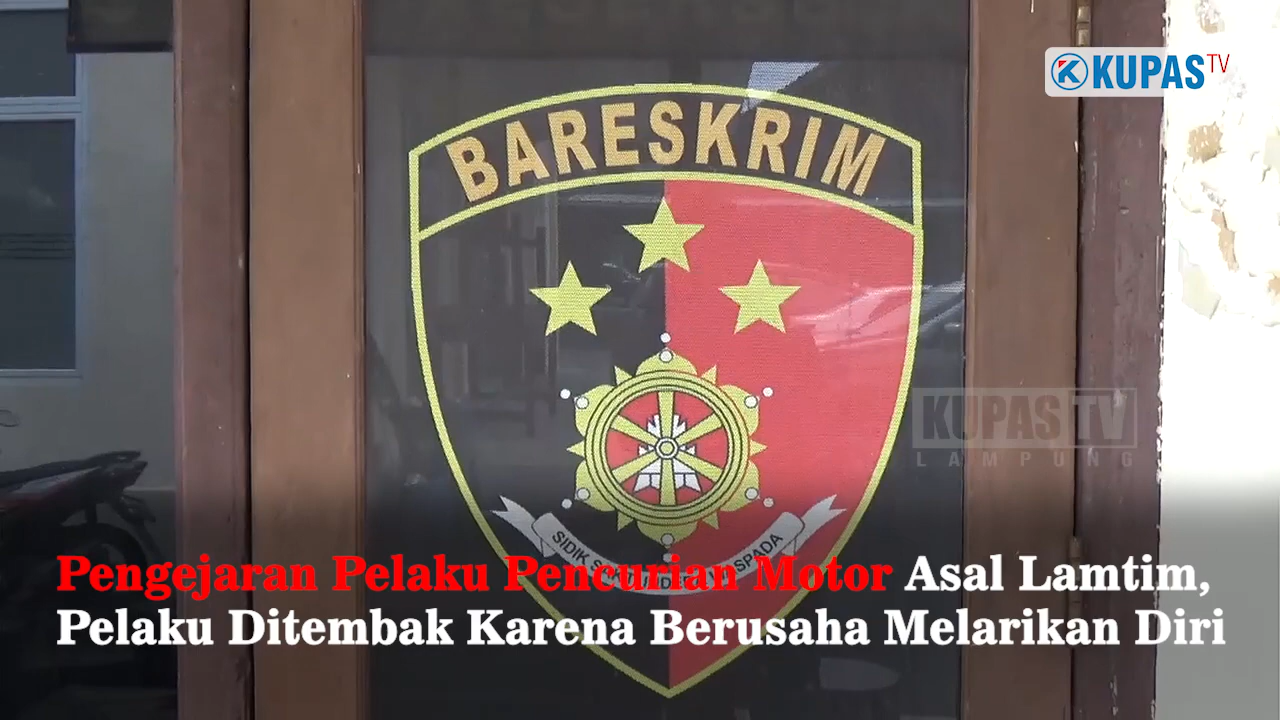 KUPAS TV
BARESKRIM
KUPAS TV
LAMPUNG
SIDIK SPADA
Pengejaran Pelaku Pencurian Motor Asal Lamtim,
Pelaku Ditembak Karena Berusaha Melarikan Diri